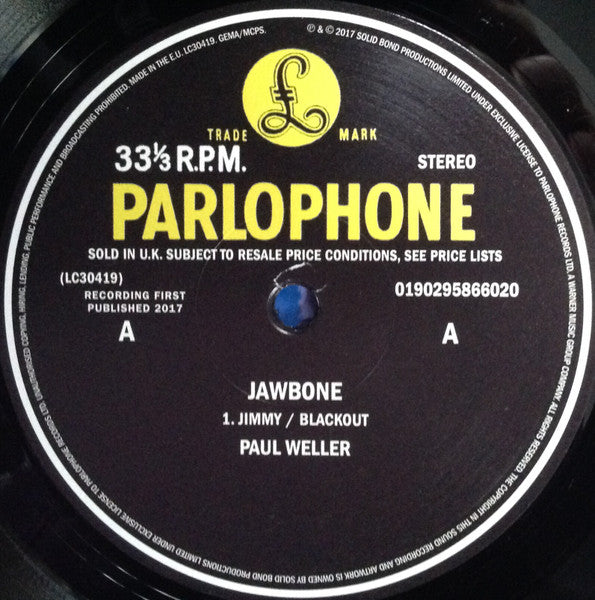 ℗ & © 2017 SOLID BOND PRODUCTIONS LIMITED UNDER EXCLUSIVE LICENSE TO PARLOPHONE RECORDS LTD, A WARNER MUSIC GROUP COMPANY. ALL RIGHTS RESERVED. THE COPYRIGHT IN THIS SOUND RECORDING AND ARTWORK IS OWNED BY SOLID BOND PRODUCTIONS LIMITED UNDER EXCLUSIVE LICENSE TO PARLOPHONE RECORDS LTD. UNAUTHORISED COPYING, HIRING, LENDING, PUBLIC PERFORMANCE AND BROADCASTING PROHIBITED. MADE IN THE E.U. LC30419. GEMA/MCPS.
£
TRADE MARK
33⅓ R.P.M. STEREO
PARLOPHONE
SOLD IN U.K. SUBJECT TO RESALE PRICE CONDITIONS, SEE PRICE LISTS
(LC30419) 0190295866020
RECORDING FIRST
PUBLISHED 2017
A A
JAWBONE
1. JIMMY / BLACKOUT
PAUL WELLER